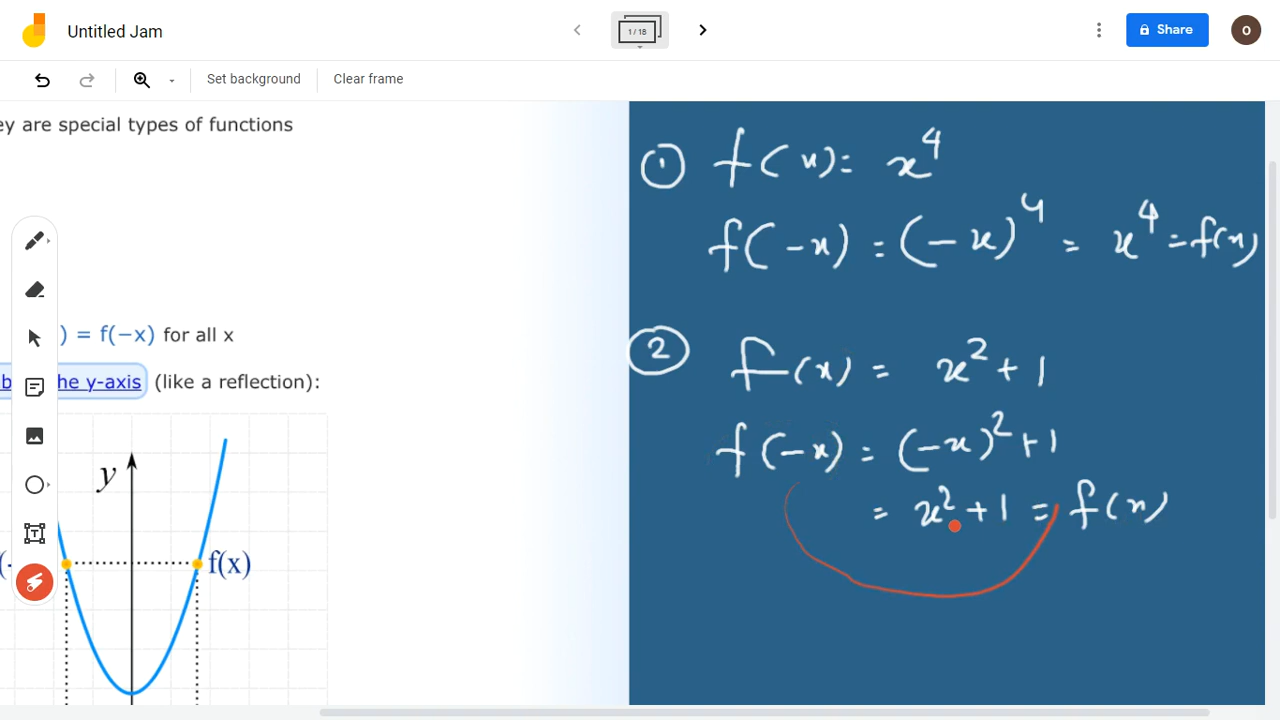 Untitled Jam
1 / 18
Share
O
Set background
Clear frame
ey are special types of functions
) = f(−x) for all x
b he y-axis (like a reflection):
y
f(x)
① f(x) = x⁴
f(-x) = (-x)⁴ = x⁴ = f(x)
② f(x) = x² + 1
f(-x) = (-x)² + 1
= x² + 1 = f(x)